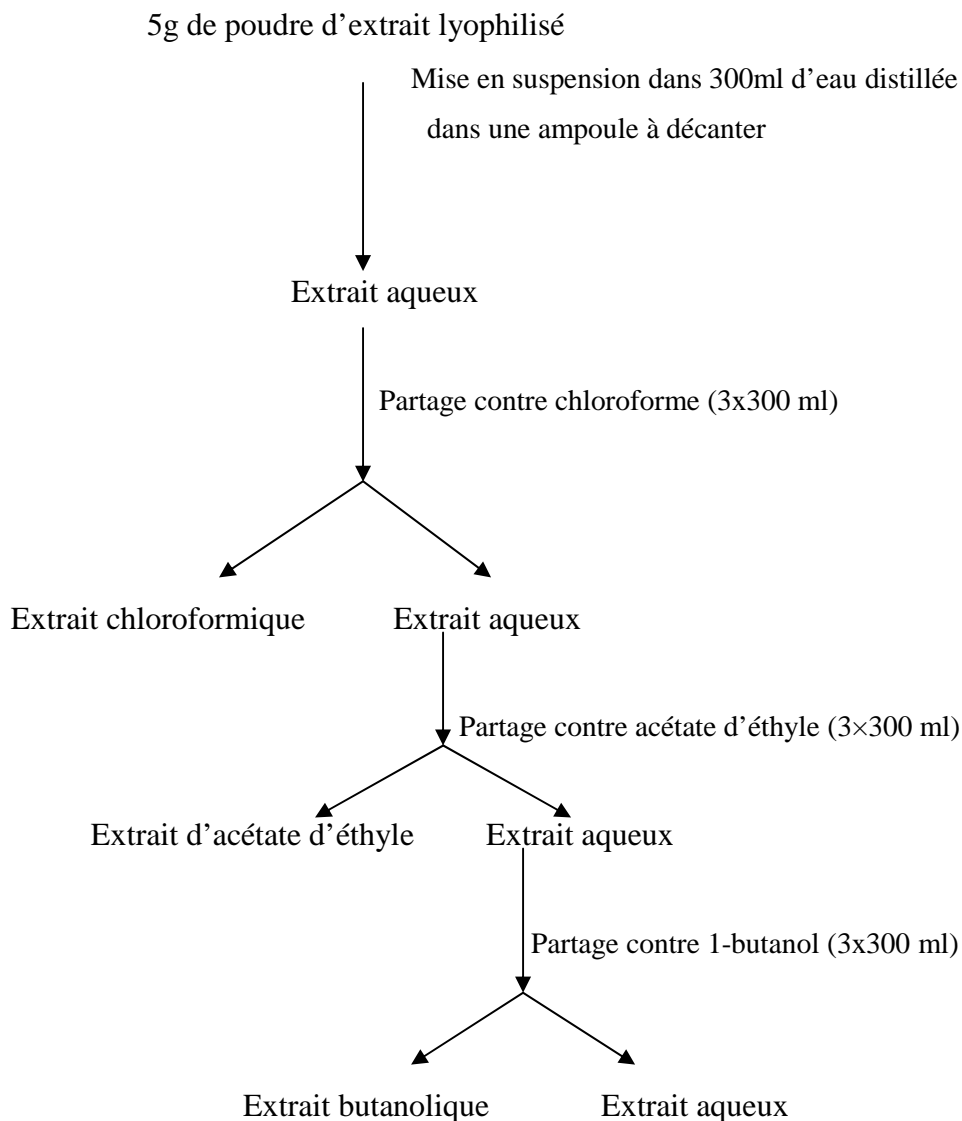 5g de poudre d’extrait lyophilisé
Mise en suspension dans 300ml d’eau distillée
dans une ampoule à décanter
Extrait aqueux
Partage contre chloroforme (3x300 ml)
Extrait chloroformique
Extrait aqueux
Partage contre acétate d’éthyle (3×300 ml)
Extrait d’acétate d’éthyle
Extrait aqueux
Partage contre 1-butanol (3x300 ml)
Extrait butanolique
Extrait aqueux